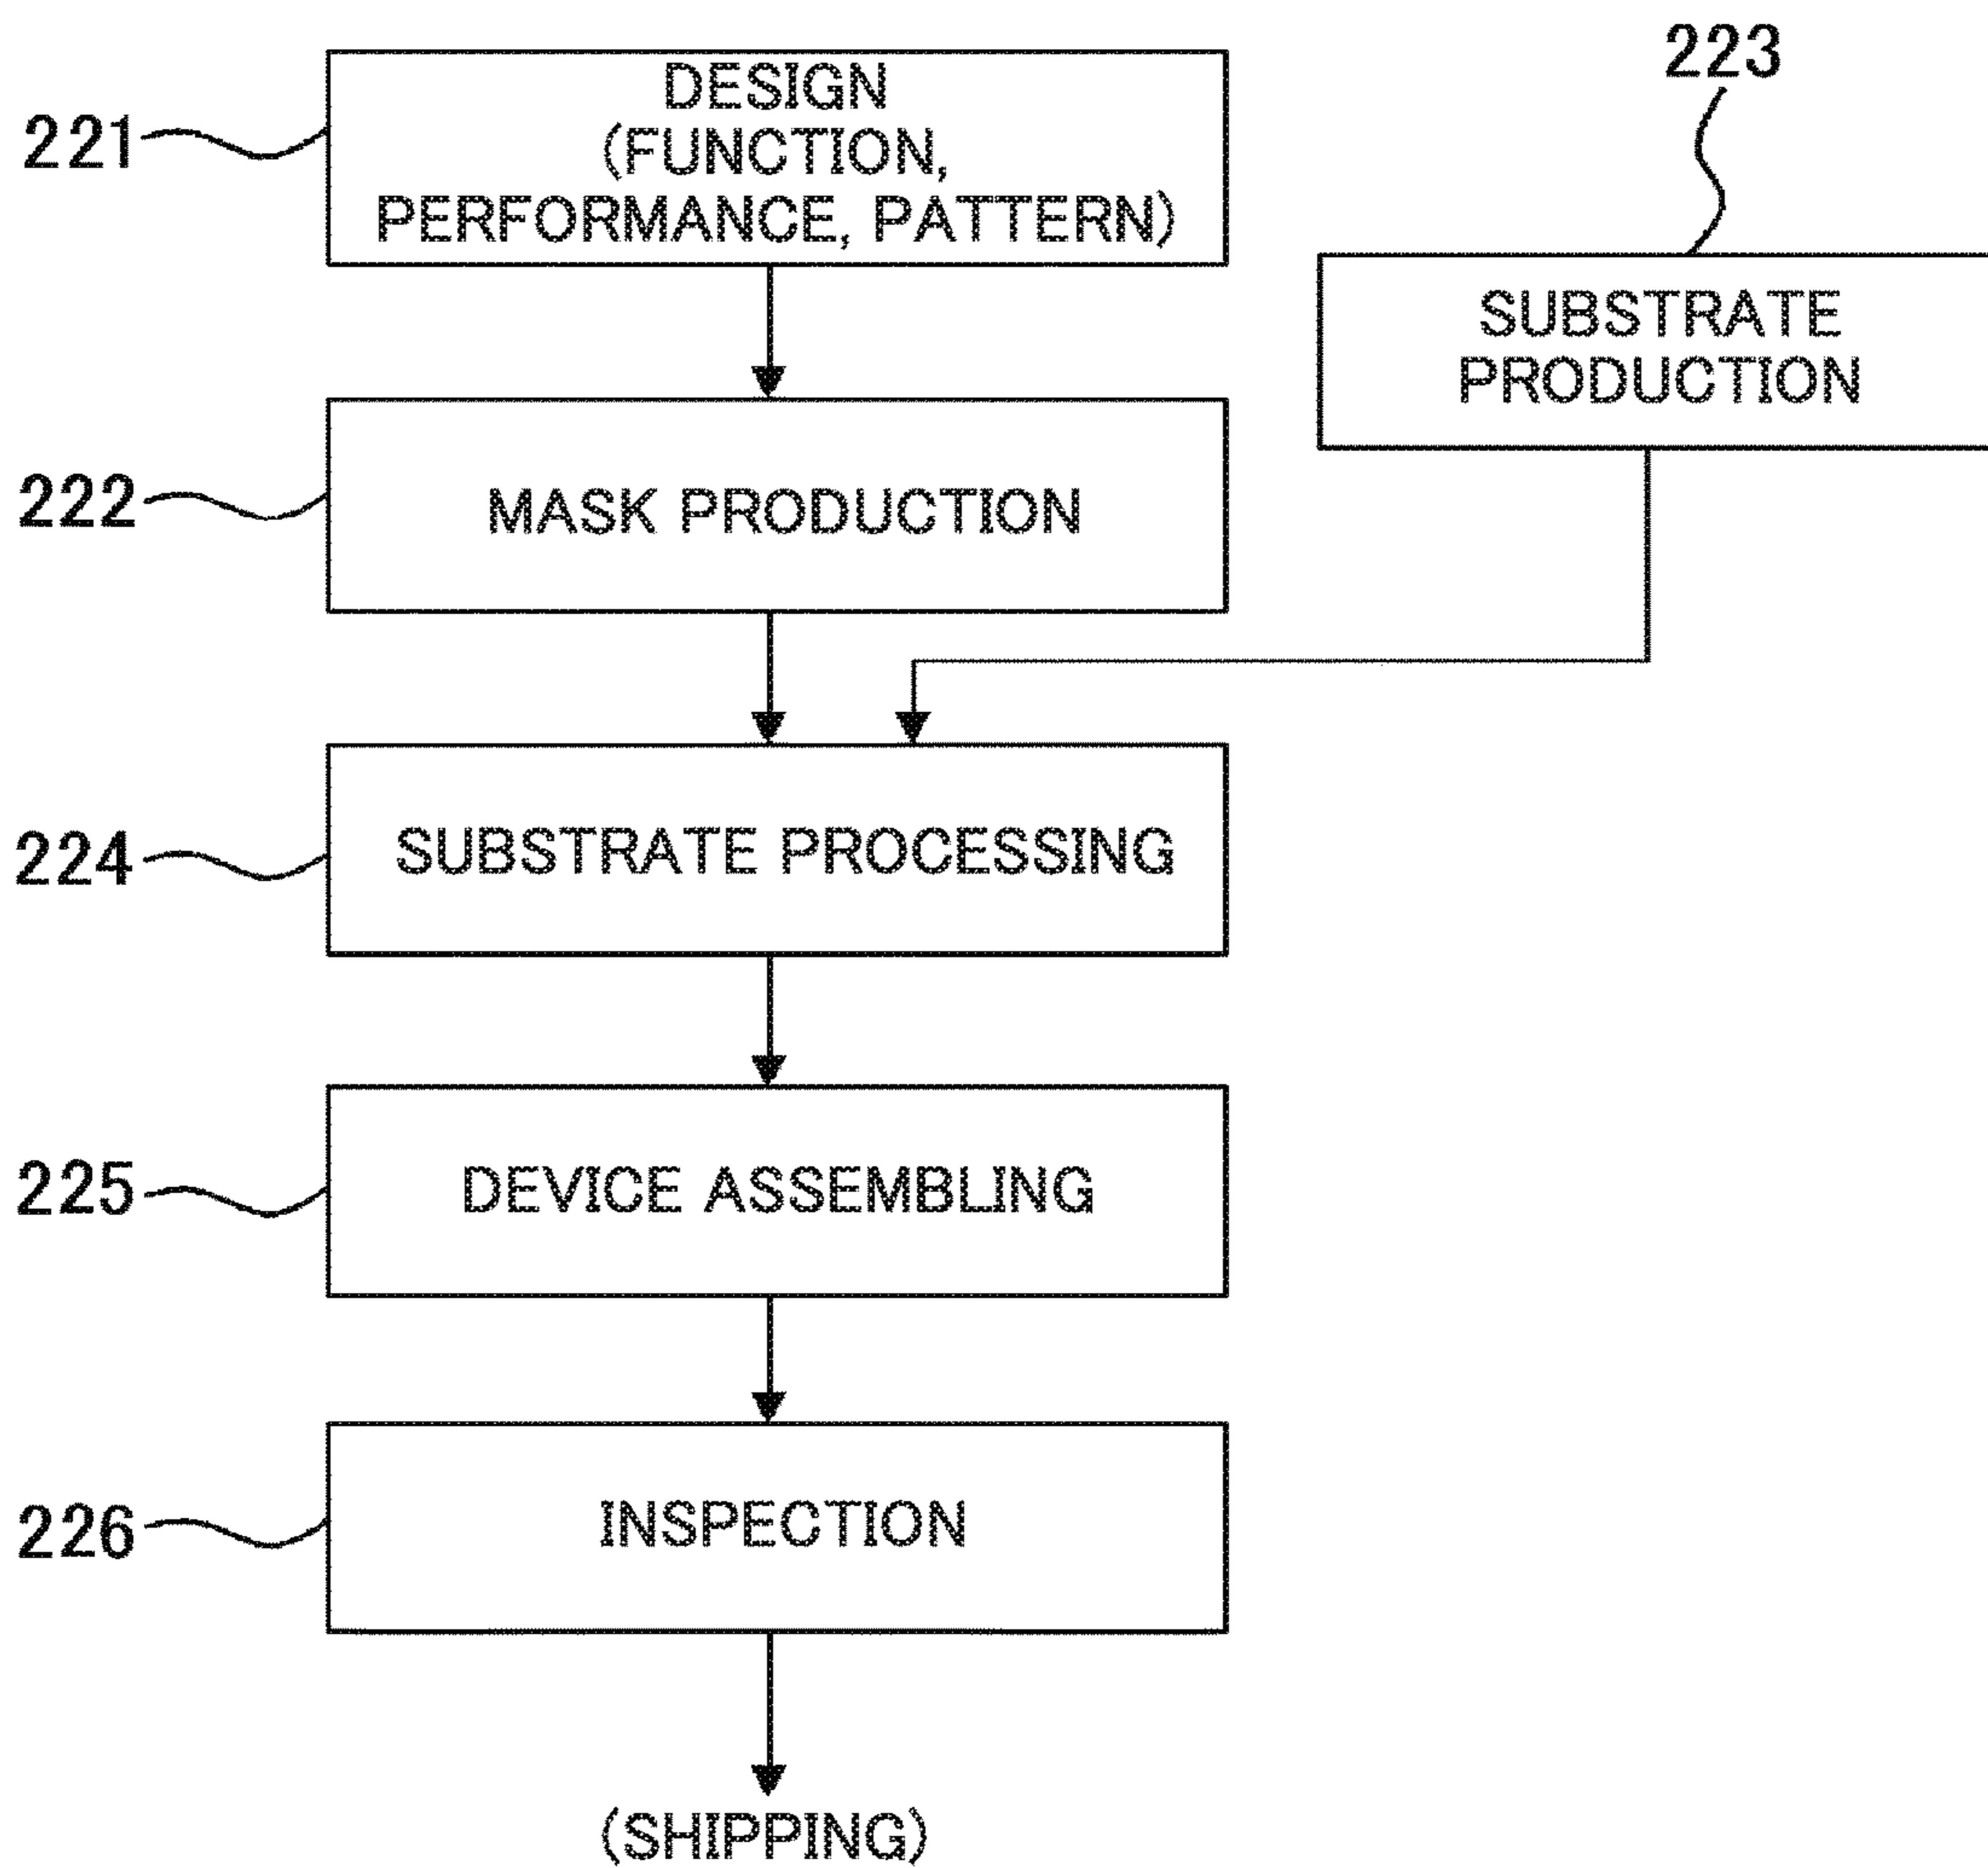 223
221
DESIGN
(FUNCTION,
PERFORMANCE, PATTERN)
SUBSTRATE
PRODUCTION
222
MASK PRODUCTION
224
SUBSTRATE PROCESSING
225
DEVICE ASSEMBLING
226
INSPECTION
(SHIPPING)